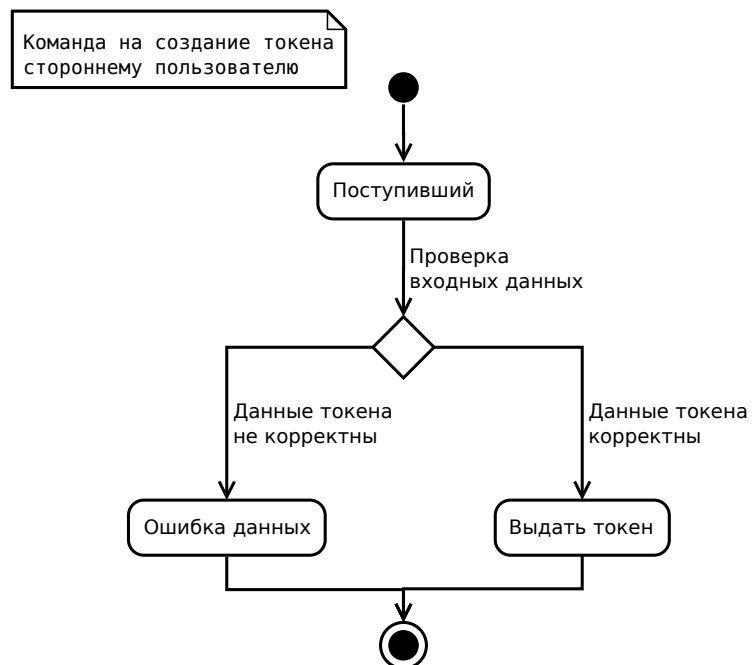 Команда на создание токена
стороннему пользователю
Поступивший
Проверка
входных данных
Данные токена
не корректны
Данные токена
корректны
Ошибка данных
Выдать токен